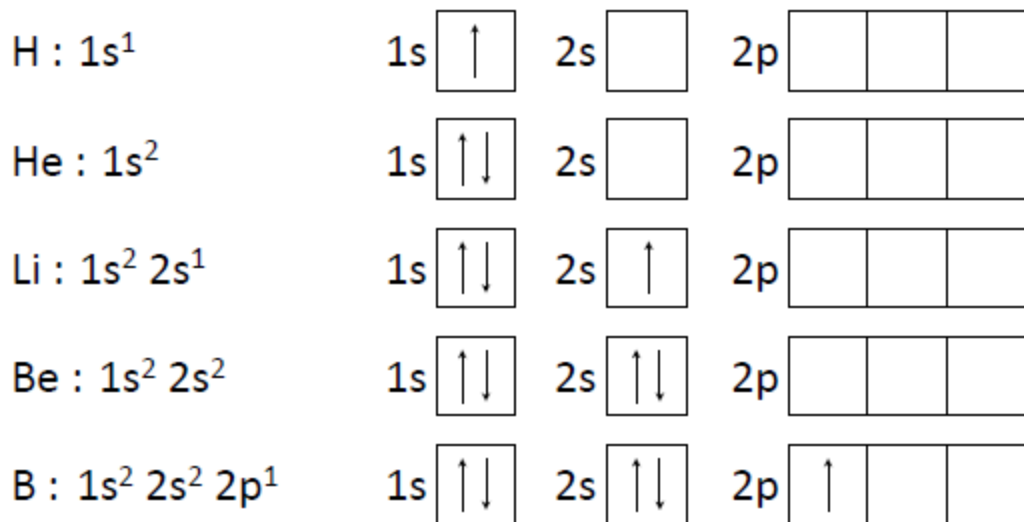 H : 1s¹ 1s 2s 2p
He : 1s² 1s 2s 2p
Li : 1s² 2s¹ 1s 2s 2p
Be : 1s² 2s² 1s 2s 2p
B : 1s² 2s² 2p¹ 1s 2s 2p